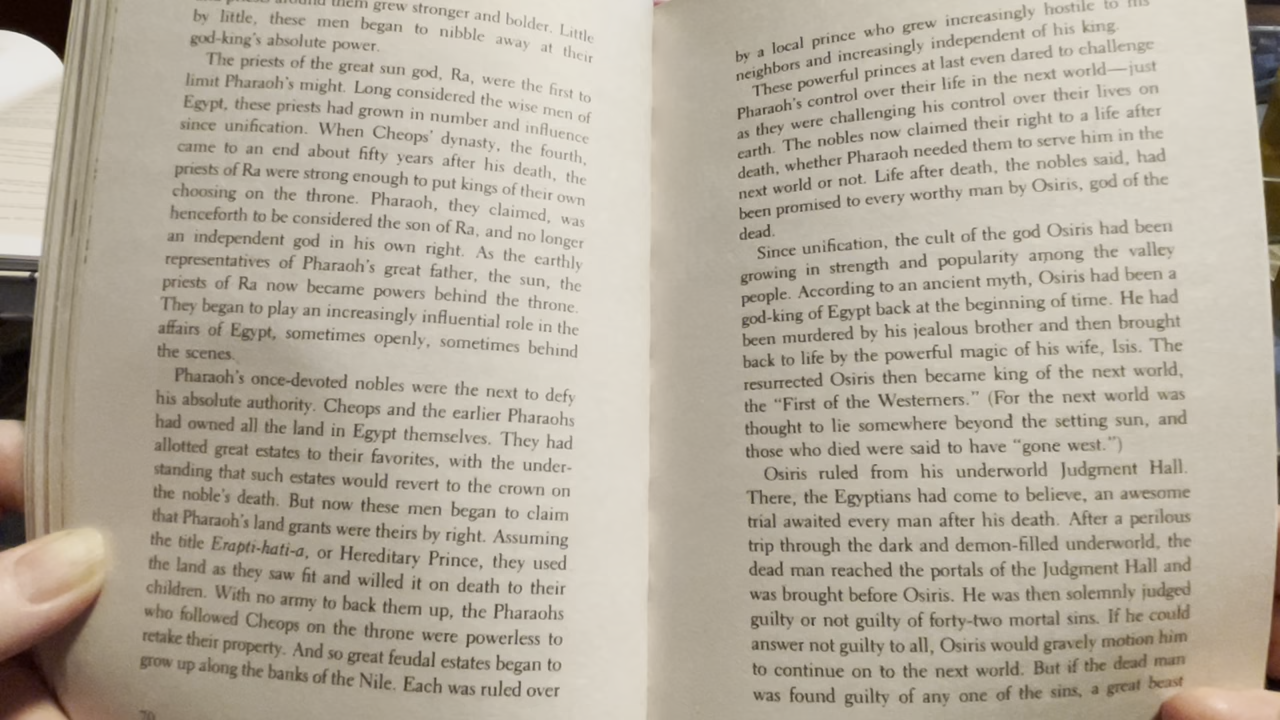 them grew stronger and bolder. Little
by little, these men began to nibble away at their
god-king's absolute power.
The priests of the great sun god, Ra, were the first to
limit Pharaoh's might. Long considered the wise men of
Egypt, these priests had grown in number and influence
since unification. When Cheops' dynasty, the fourth,
came to an end about fifty years after his death, the
priests of Ra were strong enough to put kings of their own
choosing on the throne. Pharaoh, they claimed, was
henceforth to be considered the son of Ra, and no longer
an independent god in his own right. As the earthly
representatives of Pharaoh's great father, the sun, the
priests of Ra now became powers behind the throne.
They began to play an increasingly influential role in the
affairs of Egypt, sometimes openly, sometimes behind
the scenes.
Pharaoh's once-devoted nobles were the next to defy
his absolute authority. Cheops and the earlier Pharaohs
had owned all the land in Egypt themselves. They had
allotted great estates to their favorites, with the under-
standing that such estates would revert to the crown on
the noble's death. But now these men began to claim
that Pharaoh's land grants were theirs by right. Assuming
the title Erapti-hati-a, or Hereditary Prince, they used
the land as they saw fit and willed it on death to their
children. With no army to back them up, the Pharaohs
who followed Cheops on the throne were powerless to
retake their property. And so great feudal estates began to
grow up along the banks of the Nile. Each was ruled over
by a local prince who grew increasingly hostile to his
neighbors and increasingly independent of his king.
These powerful princes at last even dared to challenge
Pharaoh's control over their life in the next world—just
as they were challenging his control over their lives on
earth. The nobles now claimed their right to a life after
death, whether Pharaoh needed them to serve him in the
next world or not. Life after death, the nobles said, had
been promised to every worthy man by Osiris, god of the
dead.
Since unification, the cult of the god Osiris had been
growing in strength and popularity among the valley
people. According to an ancient myth, Osiris had been a
god-king of Egypt back at the beginning of time. He had
been murdered by his jealous brother and then brought
back to life by the powerful magic of his wife, Isis. The
resurrected Osiris then became king of the next world,
the "First of the Westerners." (For the next world was
thought to lie somewhere beyond the setting sun, and
those who died were said to have "gone west.")
Osiris ruled from his underworld Judgment Hall.
There, the Egyptians had come to believe, an awesome
trial awaited every man after his death. After a perilous
trip through the dark and demon-filled underworld, the
dead man reached the portals of the Judgment Hall and
was brought before Osiris. He was then solemnly judged
guilty or not guilty of forty-two mortal sins. If he could
answer not guilty to all, Osiris would gravely motion him
to continue on to the next world. But if the dead man
was found guilty of any one of the sins, a great beast